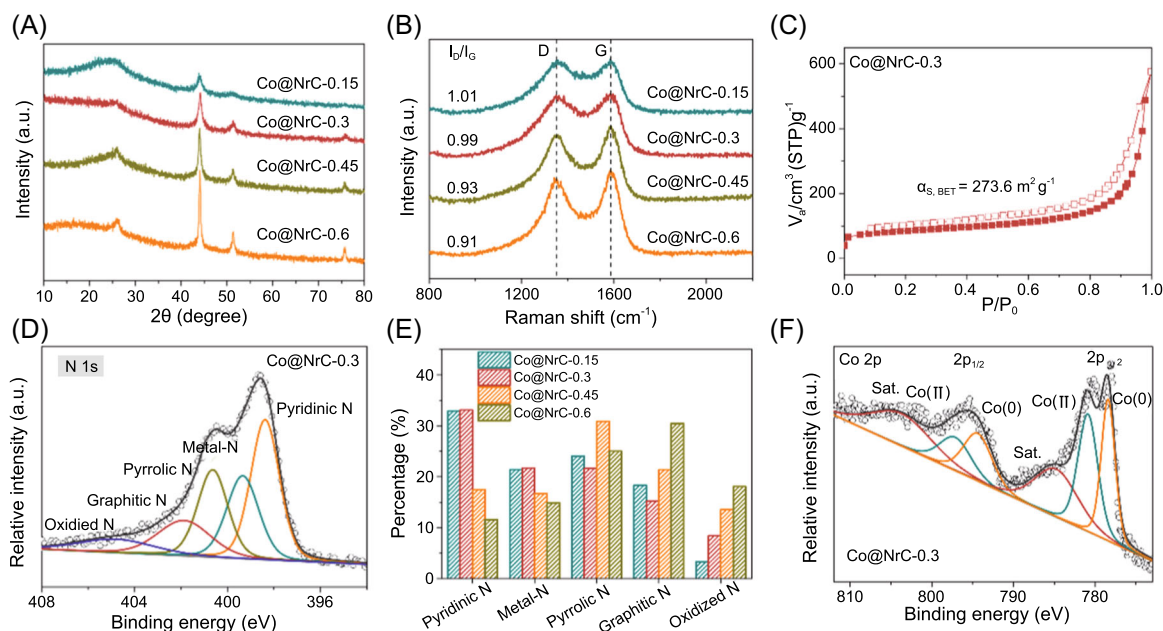 (A)
Co@NrC-0.15
Co@NrC-0.3
Co@NrC-0.45
Co@NrC-0.6
Intensity (a.u.)
10 20 30 40 50 60 70 80
2θ (degree)
(B)
I_D/I_G
D
G
1.01
0.99
0.93
0.91
Co@NrC-0.15
Co@NrC-0.3
Co@NrC-0.45
Co@NrC-0.6
Intensity (a.u.)
800 1200 1600 2000
Raman shift (cm⁻¹)
(C)
Co@NrC-0.3
600
400
200
100
0
α_S, BET = 273.6 m² g⁻¹
V_a/cm³ (STP)g⁻¹
0.0 0.2 0.4 0.6 0.8 1.0
P/P₀
(D)
N 1s
Co@NrC-0.3
Pyridinic N
Metal-N
Pyrrolic N
Graphitic N
Oxidied N
Relative intensity (a.u.)
408 404 400 396
Binding energy (eV)
(E)
Co@NrC-0.15
Co@NrC-0.3
Co@NrC-0.45
Co@NrC-0.6
40
30
20
10
0
Percentage (%)
Pyridinic N
Metal-N
Pyrrolic N
Graphitic N
Oxidized N
(F)
Co 2p
2p₁/₂
Sat.
Co(II)
Co(0)
Sat.
Co(II)
Co(0)
Co@NrC-0.3
Relative intensity (a.u.)
810 800 790 780
Binding energy (eV)